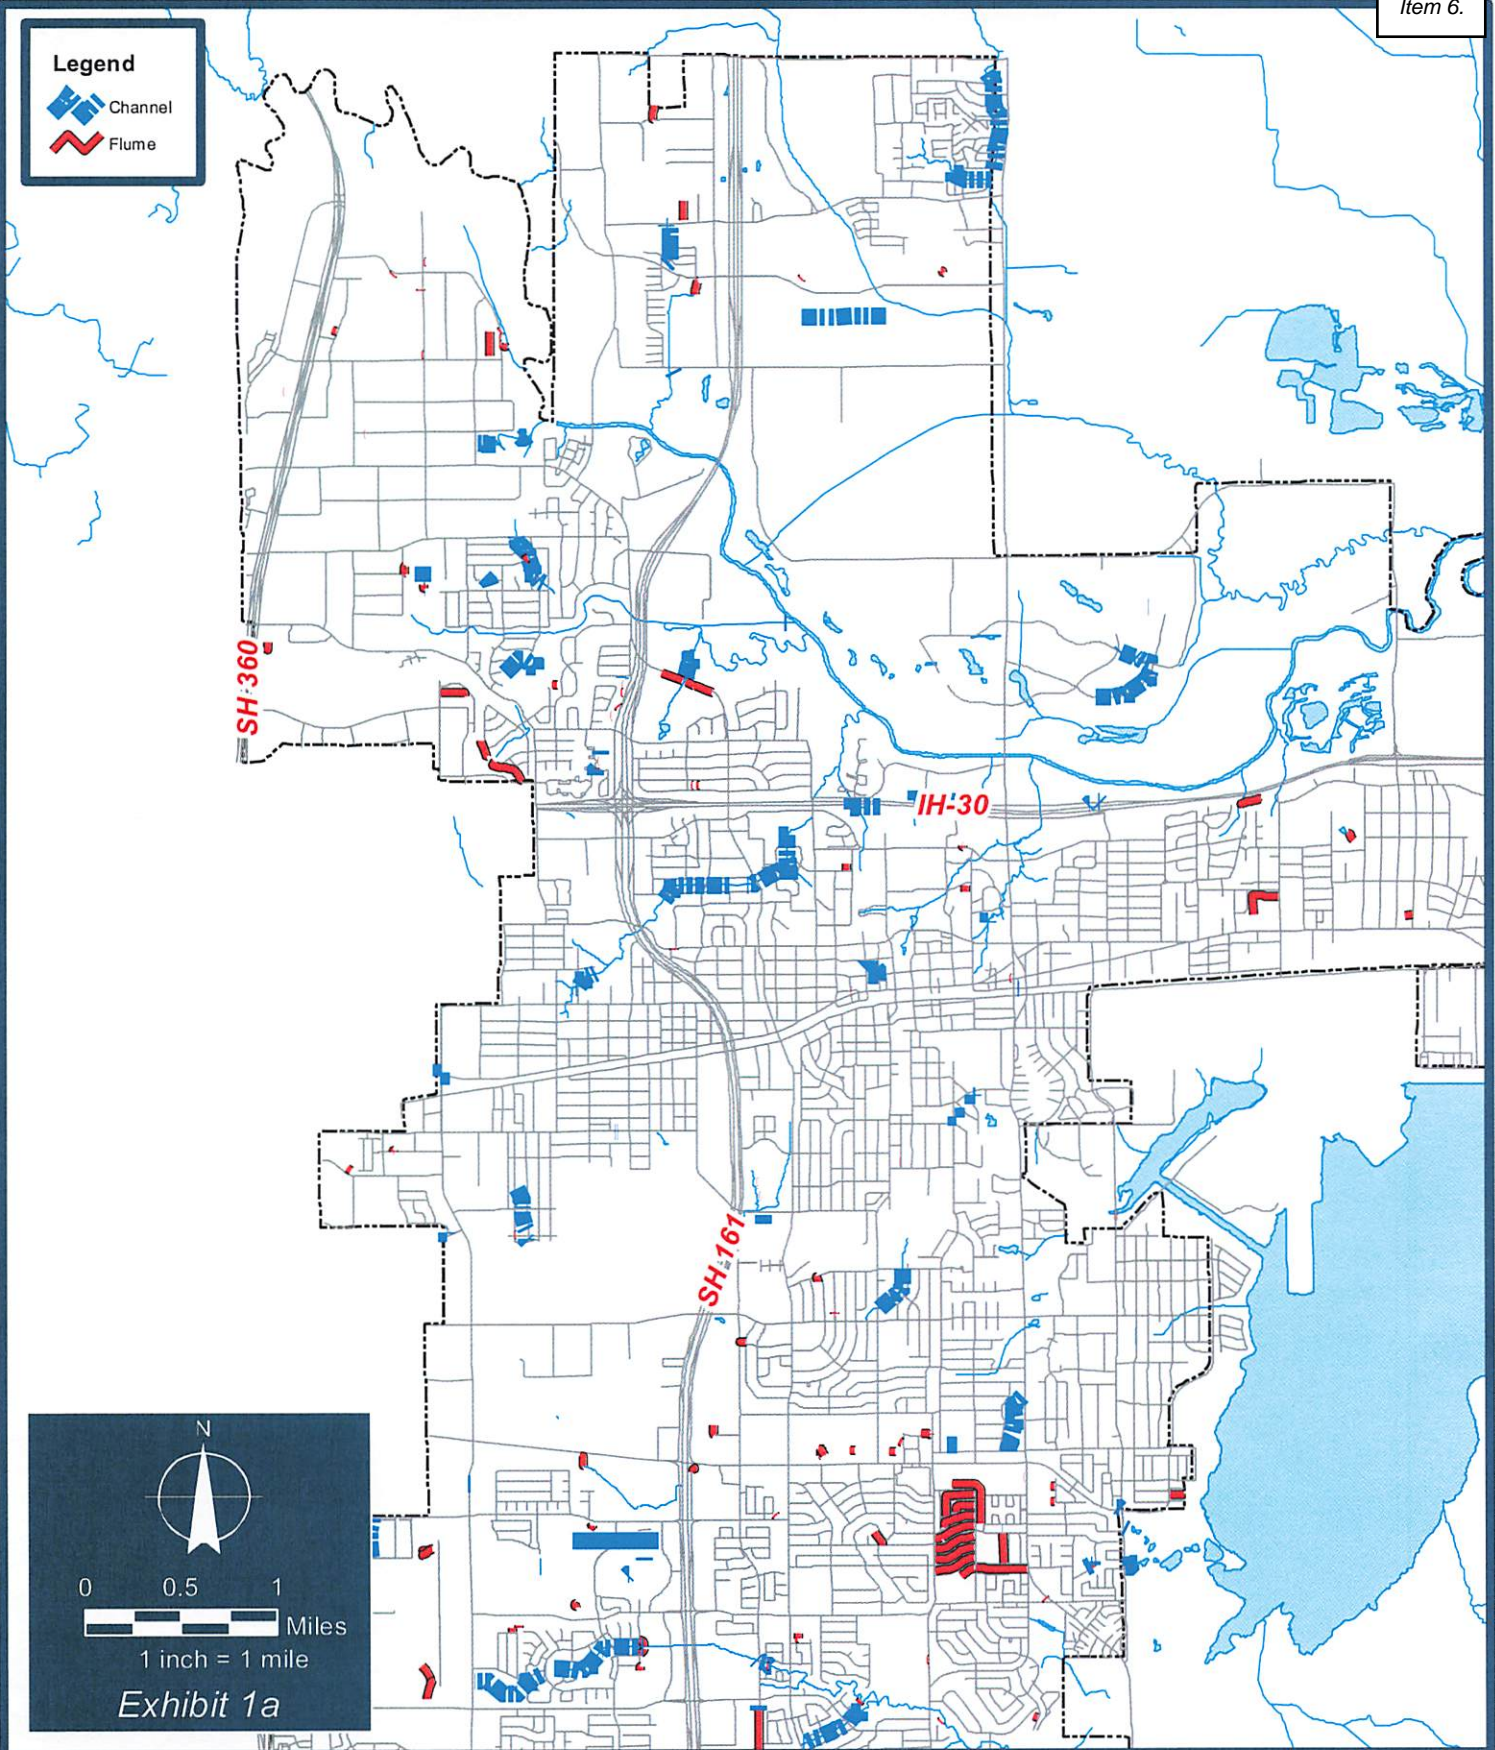 Item 6.
Legend
Channel
Flume
SH 360
IH-30
SH 161
N
0 0.5 1
Miles
1 inch = 1 mile
Exhibit 1a